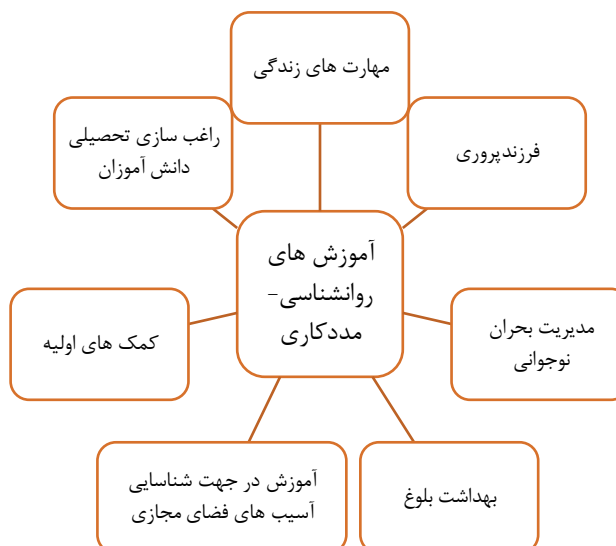 مهارت های زندگی
فرزندپروری
راغب سازی تحصیلی
دانش آموزان
آموزش های
روانشناسی-
مددکاری
مدیریت بحران
نوجوانی
کمک های اولیه
بهداشت بلوغ
آموزش در جهت شناسایی
آسیب های فضای مجازی